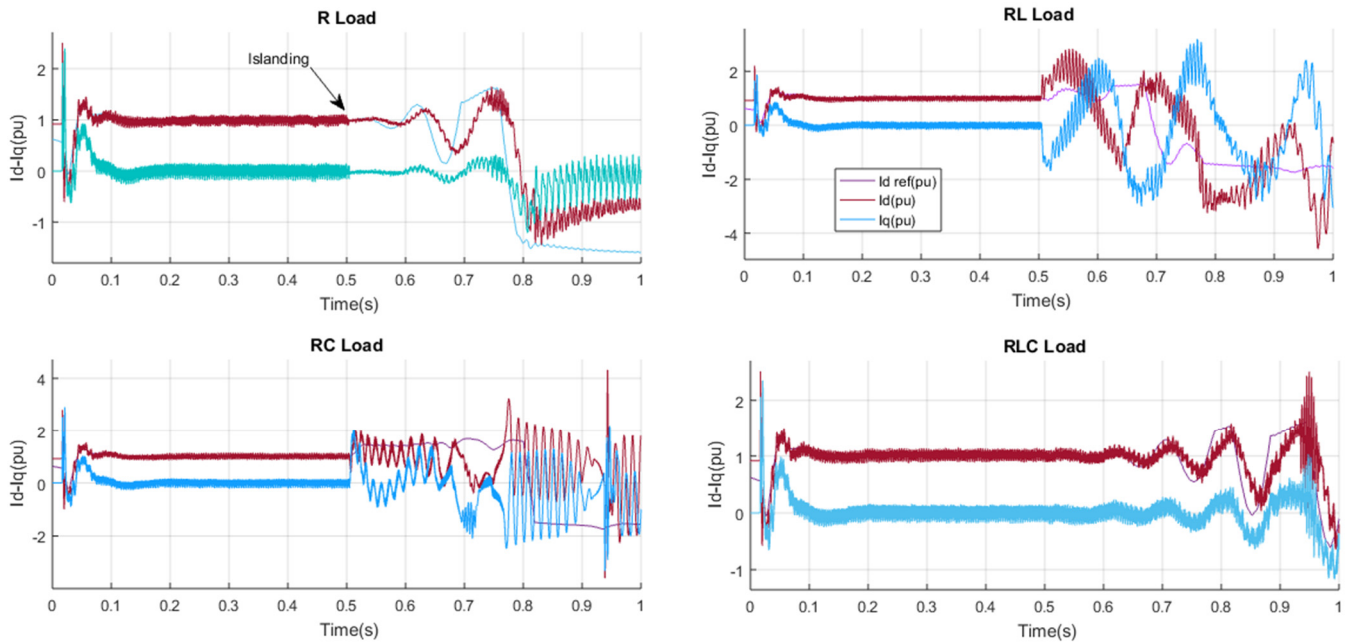 R Load
Islanding
Id-Iq(pu)
2
1
0
-1
0 0.1 0.2 0.3 0.4 0.5 0.6 0.7 0.8 0.9 1
Time(s)
RL Load
Id-Iq(pu)
2
0
-2
-4
Id ref(pu)
Id(pu)
Iq(pu)
0 0.1 0.2 0.3 0.4 0.5 0.6 0.7 0.8 0.9 1
Time(s)
RC Load
Id-Iq(pu)
4
2
0
-2
0 0.1 0.2 0.3 0.4 0.5 0.6 0.7 0.8 0.9 1
Time(s)
RLC Load
Id-Iq(pu)
2
1
0
-1
0 0.1 0.2 0.3 0.4 0.5 0.6 0.7 0.8 0.9 1
Time(s)